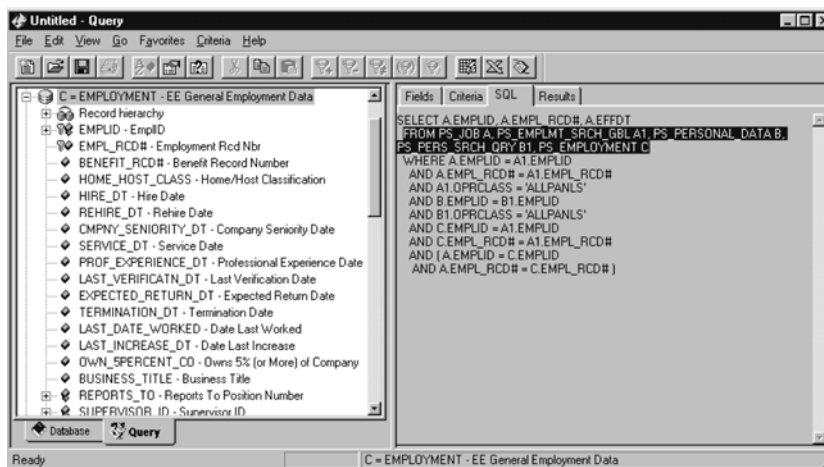 Untitled - Query
File Edit View Go Favorites Criteria Help
C = EMPLOYMENT - EE General Employment Data
Record hierarchy
EMPLID - EmplID
EMPL_RCD# - Employment Rcd Nbr
BENEFIT_RCD# - Benefit Record Number
HOME_HOST_CLASS - Home/Host Classification
HIRE_DT - Hire Date
REHIRE_DT - Rehire Date
CMPNY_SENIORITY_DT - Company Seniority Date
SERVICE_DT - Service Date
PROF_EXPERIENCE_DT - Professional Experience Date
LAST_VERIFICATN_DT - Last Verification Date
EXPECTED_RETURN_DT - Expected Return Date
TERMINATION_DT - Termination Date
LAST_DATE_WORKED - Date Last Worked
LAST_INCREASE_DT - Date Last Increase
OWN_5PERCENT_CO - Owns 5% (or More) of Company
BUSINESS_TITLE - Business Title
REPORTS_TO - Reports To Position Number
SUPERVISOR_ID - Supervisor ID
Database Query
Fields Criteria SQL Results
SELECT A.EMPLID, A.EMPL_RCD#, A.EFFDT
FROM PS_JOB A, PS_EMPLMT_SRCH_GBL A1, PS_PERSONAL_DATA B,
PS_PERS_SRCH_QRY B1, PS_EMPLOYMENT C
WHERE A.EMPLID = A1.EMPLID
AND A.EMPL_RCD# = A1.EMPL_RCD#
AND A1.OPRCLASS = 'ALLPANLS'
AND B.EMPLID = B1.EMPLID
AND B1.OPRCLASS = 'ALLPANLS'
AND C.EMPLID = A1.EMPLID
AND C.EMPL_RCD# = A1.EMPL_RCD#
AND ( A.EMPLID = C.EMPLID
AND A.EMPL_RCD# = C.EMPL_RCD# )
Ready
C = EMPLOYMENT - EE General Employment Data